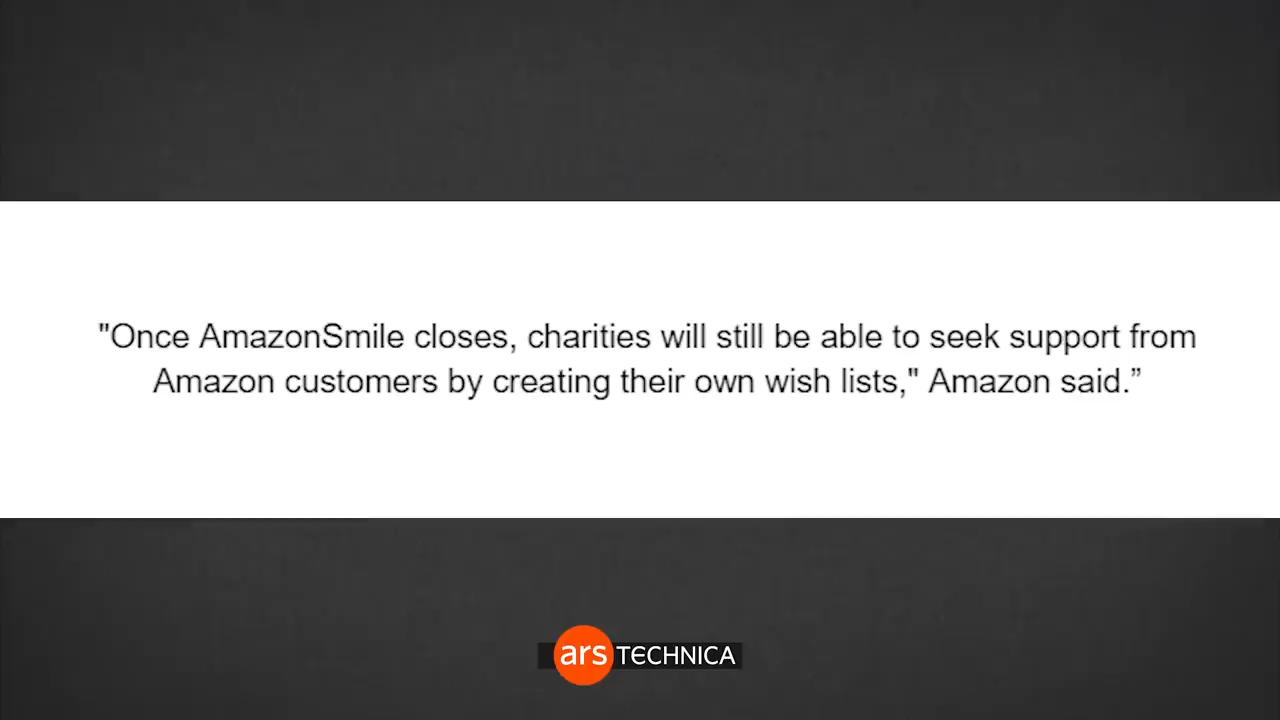 "Once AmazonSmile closes, charities will still be able to seek support from
Amazon customers by creating their own wish lists," Amazon said.”
ars TECHNICA